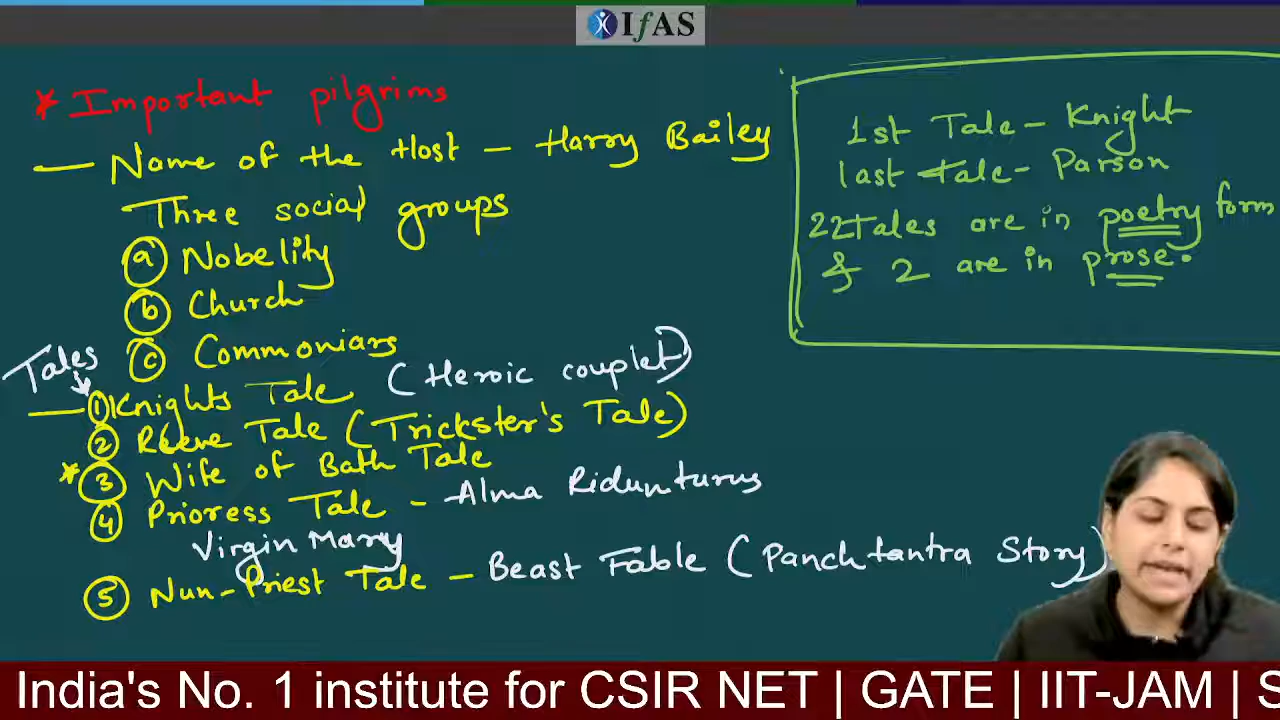 IfAS
* Important pilgrims
— Name of the Host - Harry Bailey
Three social groups
a Nobelity
b Church
c Commonians
Tales
— 1 Knights Tale (Heroic couplet)
2 Reeve Tale (Trickster's Tale)
* 3 Wife of Bath Tale
4 Prioress Tale - Alma Ridunturus
Virgin Mary
5 Nun-Priest Tale - Beast Fable (Panchtantra Story)
1st Tale - Knight
last Tale - Parson
22 Tales are in poetry form
& 2 are in prose.
India's No. 1 institute for CSIR NET | GATE | IIT-JAM | S